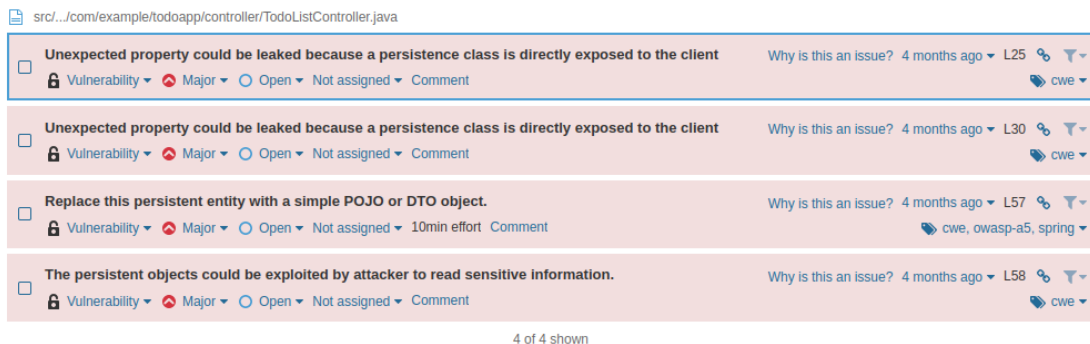 src/.../com/example/todoapp/controller/TodoListController.java
Unexpected property could be leaked because a persistence class is directly exposed to the client Why is this an issue? 4 months ago L25
Vulnerability Major Open Not assigned Comment cwe
Unexpected property could be leaked because a persistence class is directly exposed to the client Why is this an issue? 4 months ago L30
Vulnerability Major Open Not assigned Comment cwe
Replace this persistent entity with a simple POJO or DTO object. Why is this an issue? 4 months ago L57
Vulnerability Major Open Not assigned 10min effort Comment cwe, owasp-a5, spring
The persistent objects could be exploited by attacker to read sensitive information. Why is this an issue? 4 months ago L58
Vulnerability Major Open Not assigned Comment cwe
4 of 4 shown